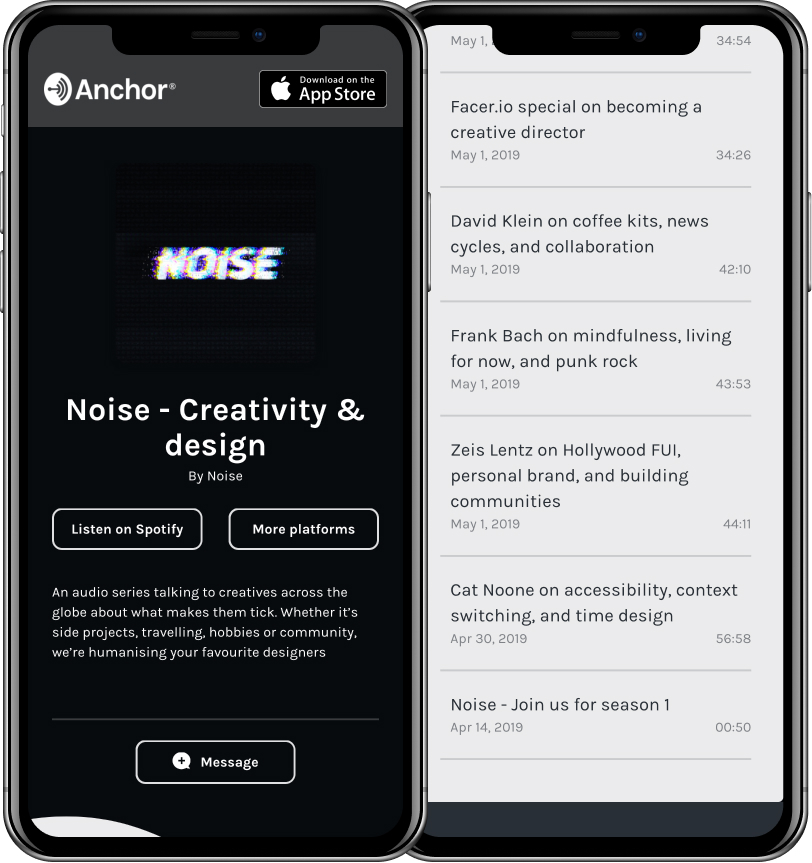 Anchor®
Download on the
App Store
NOISE
Noise - Creativity &
design
By Noise
Listen on Spotify
More platforms
An audio series talking to creatives across the
globe about what makes them tick. Whether it's
side projects, travelling, hobbies or community,
we're humanising your favourite designers
Message
May 1,
34:54
Facer.io special on becoming a
creative director
May 1, 2019
34:26
David Klein on coffee kits, news
cycles, and collaboration
May 1, 2019
42:10
Frank Bach on mindfulness, living
for now, and punk rock
May 1, 2019
43:53
Zeis Lentz on Hollywood FUI,
personal brand, and building
communities
May 1, 2019
44:11
Cat Noone on accessibility, context
switching, and time design
Apr 30, 2019
56:58
Noise - Join us for season 1
Apr 14, 2019
00:50